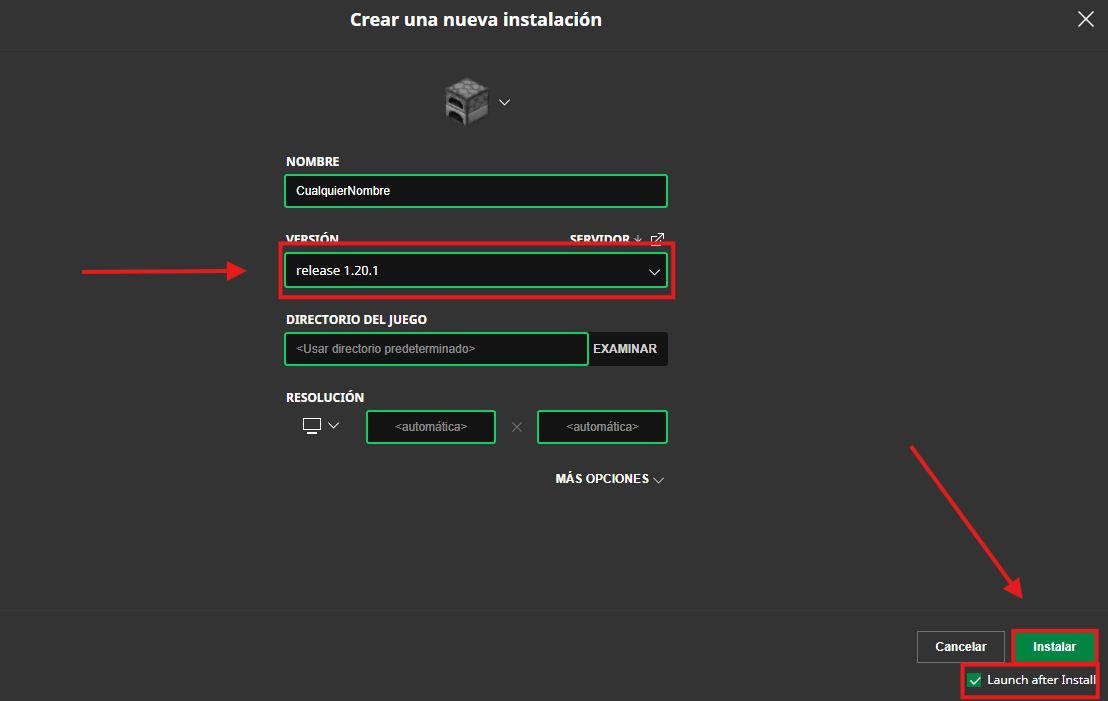 Crear una nueva instalación
NOMBRE
CualquierNombre
VERSIÓN SERVIDOR
release 1.20.1
DIRECTORIO DEL JUEGO
<Usar directorio predeterminado> EXAMINAR
RESOLUCIÓN
<automática> <automática>
MÁS OPCIONES
Cancelar Instalar
Launch after Install